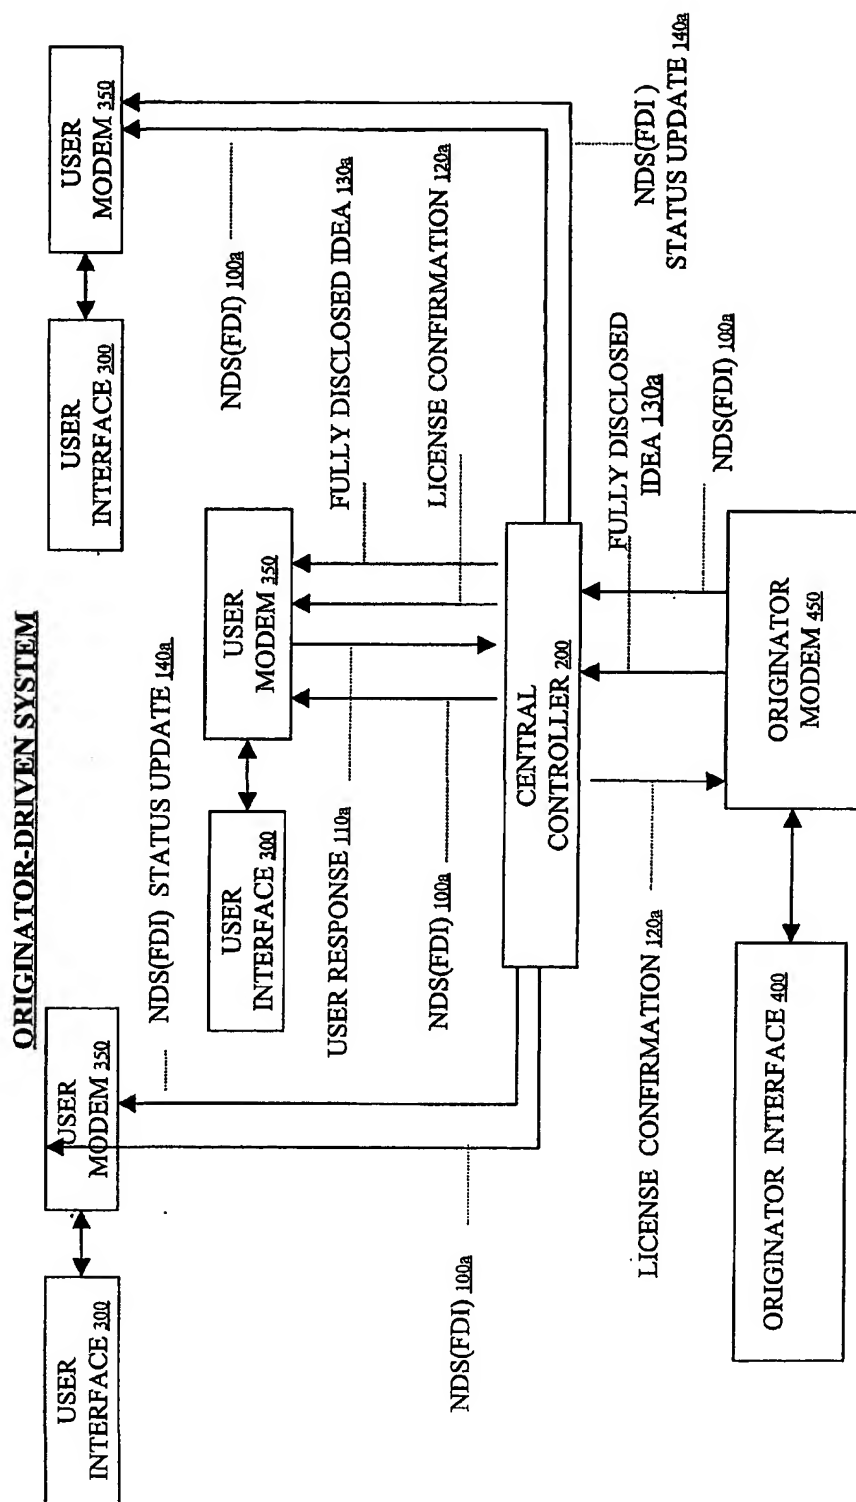 ORIGINATOR-DRIVEN SYSTEM
USER
INTERFACE 300
USER
MODEM 350
NDS(FDI) STATUS UPDATE 140a
NDS(FDI) 100a
USER
INTERFACE 300
USER
MODEM 350
USER RESPONSE 110a
NDS(FDI) 100a
FULLY DISCLOSED IDEA 130a
LICENSE CONFIRMATION 120a
USER
INTERFACE 300
USER
MODEM 350
NDS(FDI) 100a
NDS(FDI)
STATUS UPDATE 140a
CENTRAL
CONTROLLER 200
LICENSE CONFIRMATION 120a
FULLY DISCLOSED
IDEA 130a
NDS(FDI) 100a
ORIGINATOR INTERFACE 400
ORIGINATOR
MODEM 450